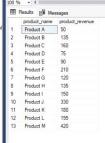 100 %
Results Messages
product_name product_revenue
1 Product A 50
2 Product B 135
3 Product C 160
4 Product D 75
5 Product E 90
6 Product F 210
7 Product G 120
8 Product H 135
9 Product I 150
10 Product J 330
11 Product K 180
12 Product L 195
13 Product M 420